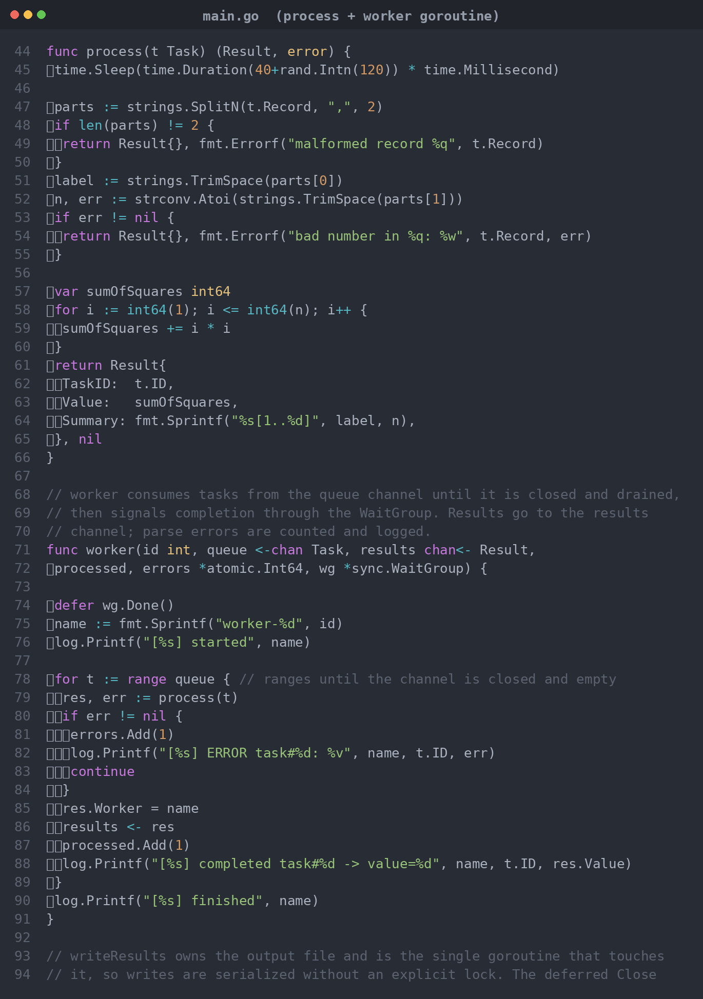 main.go  (process + worker goroutine)
44  func process(t Task) (Result, error) {
45  	time.Sleep(time.Duration(40+rand.Intn(120)) * time.Millisecond)
46
47  	parts := strings.SplitN(t.Record, ",", 2)
48  	if len(parts) != 2 {
49  		return Result{}, fmt.Errorf("malformed record %q", t.Record)
50  	}
51  	label := strings.TrimSpace(parts[0])
52  	n, err := strconv.Atoi(strings.TrimSpace(parts[1]))
53  	if err != nil {
54  		return Result{}, fmt.Errorf("bad number in %q: %w", t.Record, err)
55  	}
56
57  	var sumOfSquares int64
58  	for i := int64(1); i <= int64(n); i++ {
59  		sumOfSquares += i * i
60  	}
61  	return Result{
62  		TaskID:  t.ID,
63  		Value:   sumOfSquares,
64  		Summary: fmt.Sprintf("%s[1..%d]", label, n),
65  	}, nil
66  }
67
68  // worker consumes tasks from the queue channel until it is closed and drained,
69  // then signals completion through the WaitGroup. Results go to the results
70  // channel; parse errors are counted and logged.
71  func worker(id int, queue <-chan Task, results chan<- Result,
72  	processed, errors *atomic.Int64, wg *sync.WaitGroup) {
73
74  	defer wg.Done()
75  	name := fmt.Sprintf("worker-%d", id)
76  	log.Printf("[%s] started", name)
77
78  	for t := range queue { // ranges until the channel is closed and empty
79  		res, err := process(t)
80  		if err != nil {
81  			errors.Add(1)
82  			log.Printf("[%s] ERROR task#%d: %v", name, t.ID, err)
83  			continue
84  		}
85  		res.Worker = name
86  		results <- res
87  		processed.Add(1)
88  		log.Printf("[%s] completed task#%d -> value=%d", name, t.ID, res.Value)
89  	}
90  	log.Printf("[%s] finished", name)
91  }
92
93  // writeResults owns the output file and is the single goroutine that touches
94  // it, so writes are serialized without an explicit lock. The deferred Close